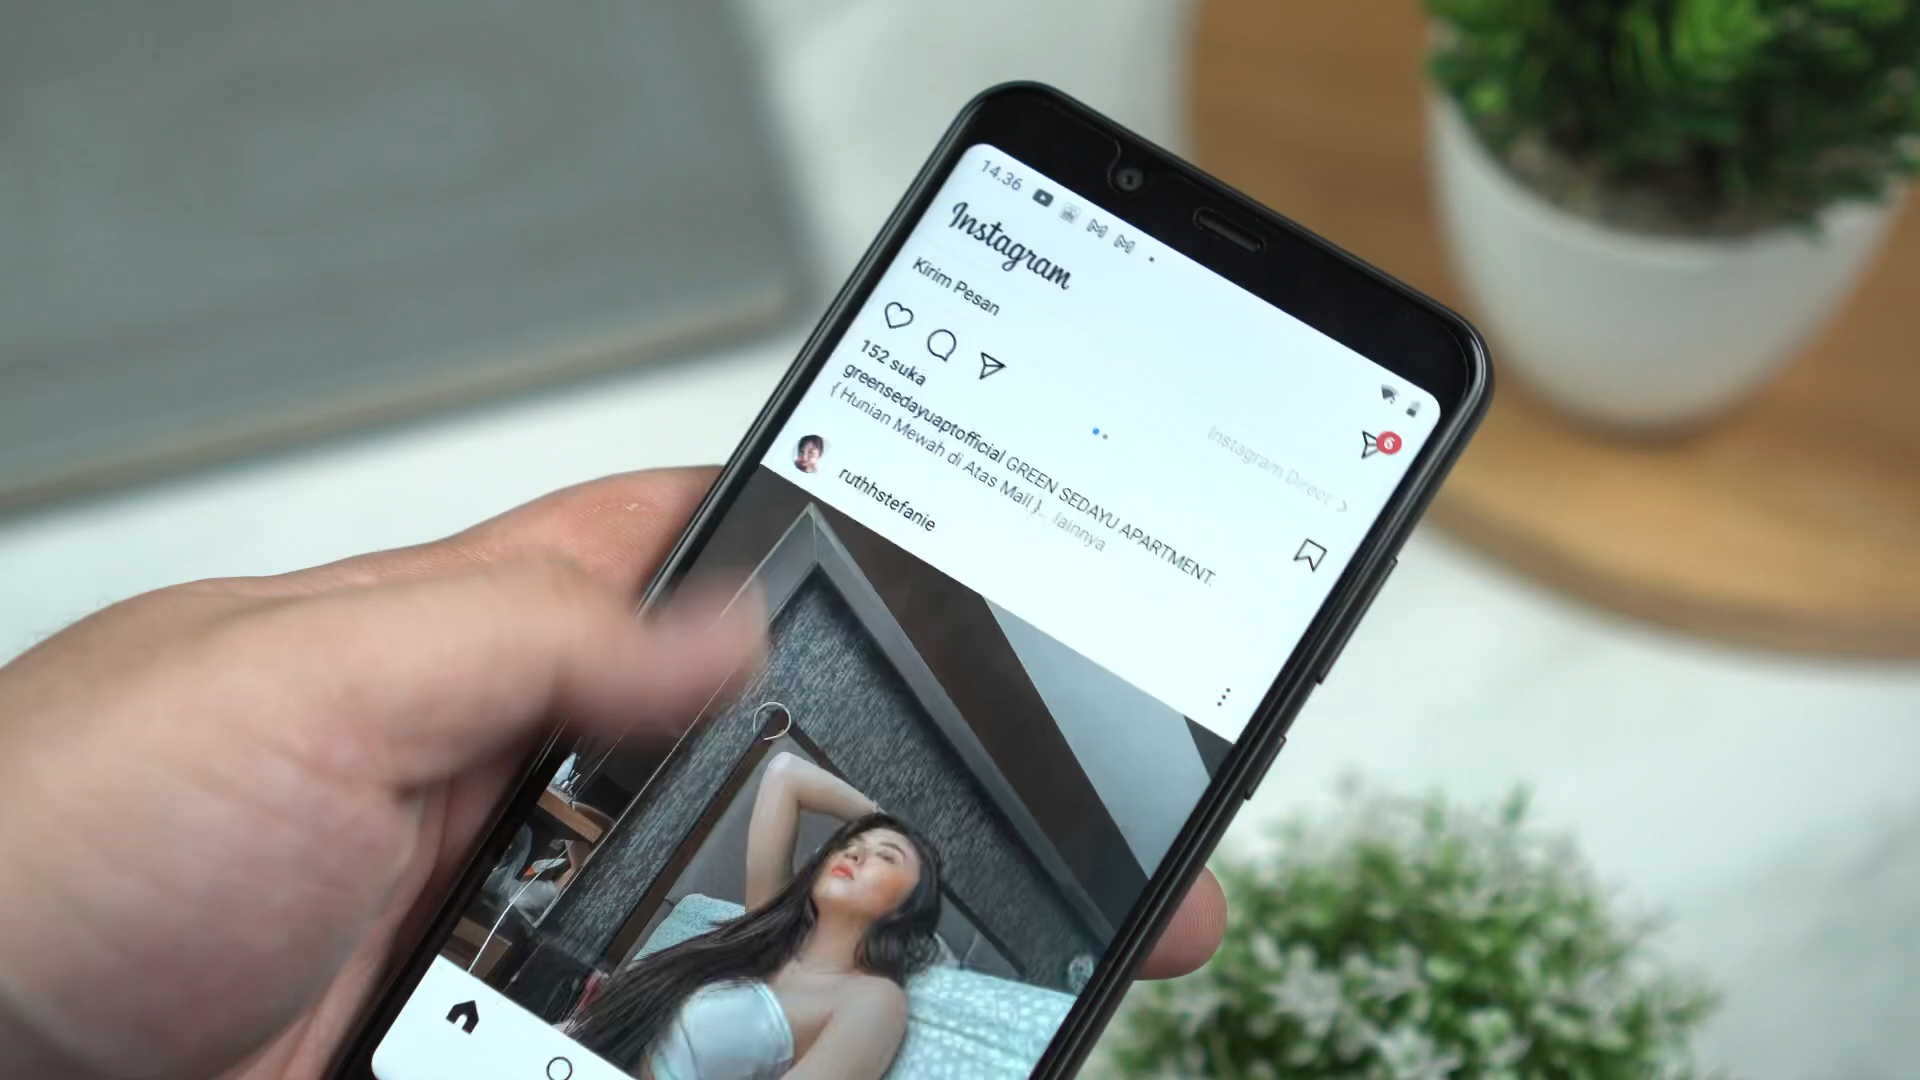 14.36
Instagram
6
Kirim Pesan
Instagram Direct
152 suka
greensedayuaptofficial GREEN SEDAYU APARTMENT.
( Hunian Mewah di Atas Mall )... lainnya
ruthhstefanie